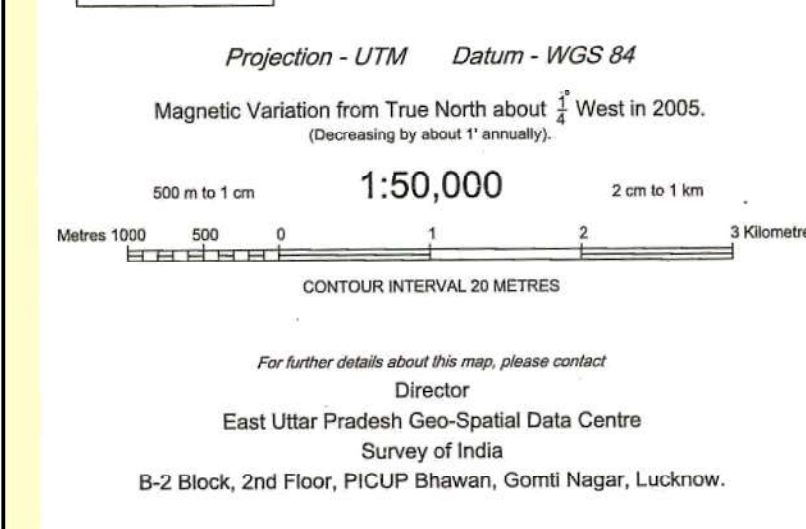 Projection - UTM Datum - WGS 84
Magnetic Variation from True North about 1/4° West in 2005.
(Decreasing by about 1' annually).
500 m to 1 cm 1:50,000 2 cm to 1 km
Metres 1000 500 0 1 2 3 Kilometre
CONTOUR INTERVAL 20 METRES
For further details about this map, please contact
Director
East Uttar Pradesh Geo-Spatial Data Centre
Survey of India
B-2 Block, 2nd Floor, PICUP Bhawan, Gomti Nagar, Lucknow.